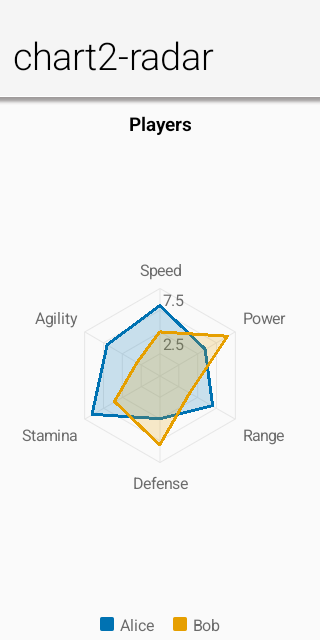 chart2-radar
Players
Speed
7.5
Agility
Power
2.5
Stamina
Range
Defense
Alice
Bob